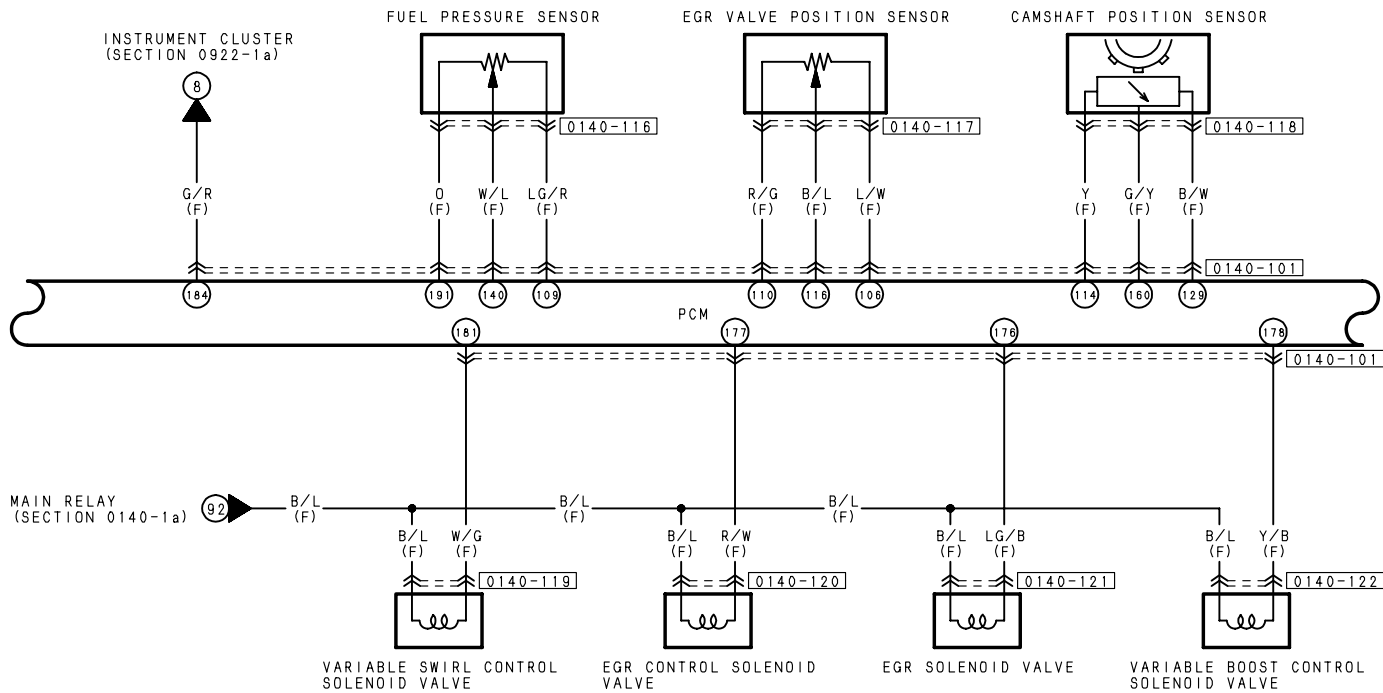 FUEL PRESSURE SENSOR
EGR VALVE POSITION SENSOR
CAMSHAFT POSITION SENSOR
INSTRUMENT CLUSTER
(SECTION 0922-1a)
8
0140-116
0140-117
0140-118
G/R
(F)
O
(F)
W/L
(F)
LG/R
(F)
R/G
(F)
B/L
(F)
L/W
(F)
Y
(F)
G/Y
(F)
B/W
(F)
0140-101
184
191
140
109
110
116
106
114
160
129
PCM
181
177
176
178
0140-101
MAIN RELAY
(SECTION 0140-1a)
92
B/L
(F)
B/L
(F)
B/L
(F)
B/L
(F)
W/G
(F)
B/L
(F)
R/W
(F)
B/L
(F)
LG/B
(F)
B/L
(F)
Y/B
(F)
0140-119
0140-120
0140-121
0140-122
VARIABLE SWIRL CONTROL
SOLENOID VALVE
EGR CONTROL SOLENOID
VALVE
EGR SOLENOID VALVE
VARIABLE BOOST CONTROL
SOLENOID VALVE